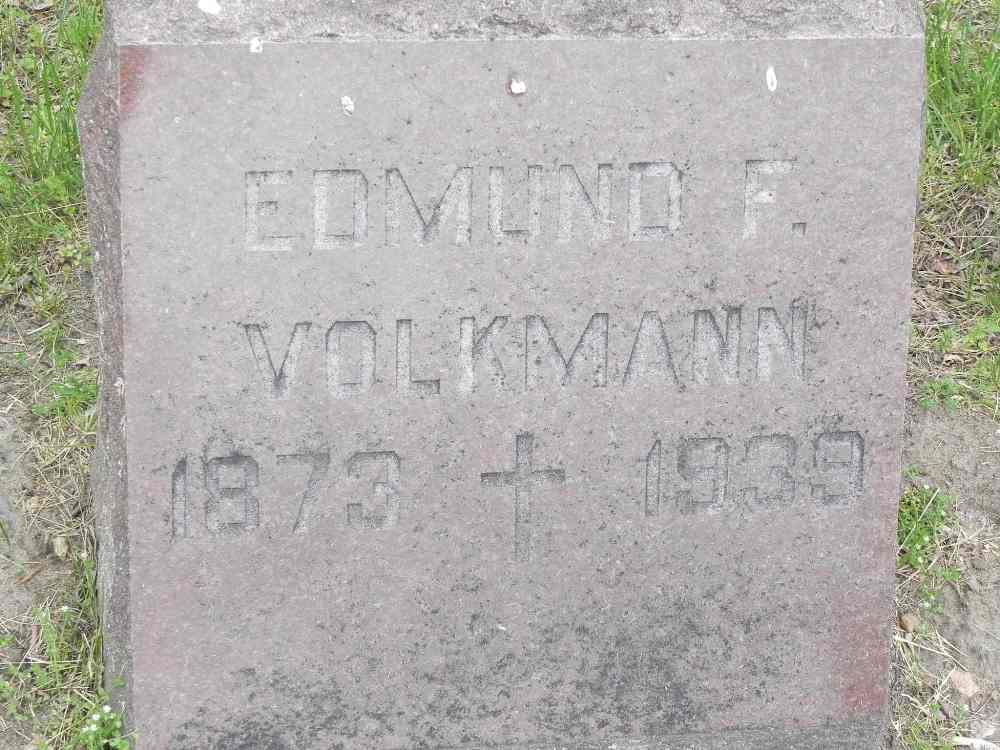 EDMUND F.
VOLKMANN
1873 ✝ 1939